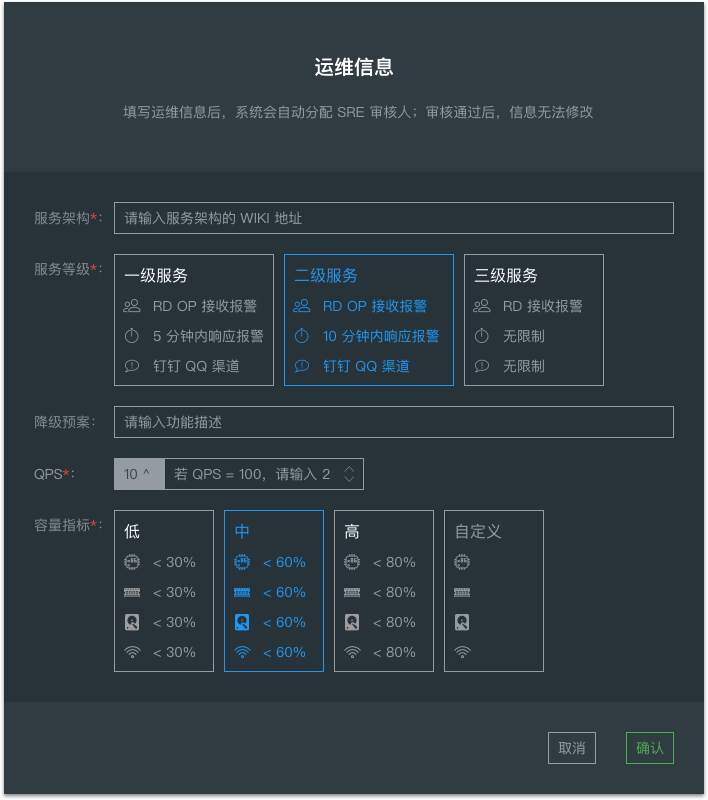 运维信息
填写运维信息后，系统会自动分配 SRE 审核人；审核通过后，信息无法修改
服务架构*： 请输入服务架构的 WIKI 地址
服务等级*： 一级服务 二级服务 三级服务
RD OP 接收报警 RD OP 接收报警 RD 接收报警
5 分钟内响应报警 10 分钟内响应报警 无限制
钉钉 QQ 渠道 钉钉 QQ 渠道 无限制
降级预案： 请输入功能描述
QPS*： 10 ^ 若 QPS = 100，请输入 2
容量指标*： 低 中 高 自定义
< 30% < 60% < 80%
< 30% < 60% < 80%
< 30% < 60% < 80%
< 30% < 60% < 80%
取消 确认